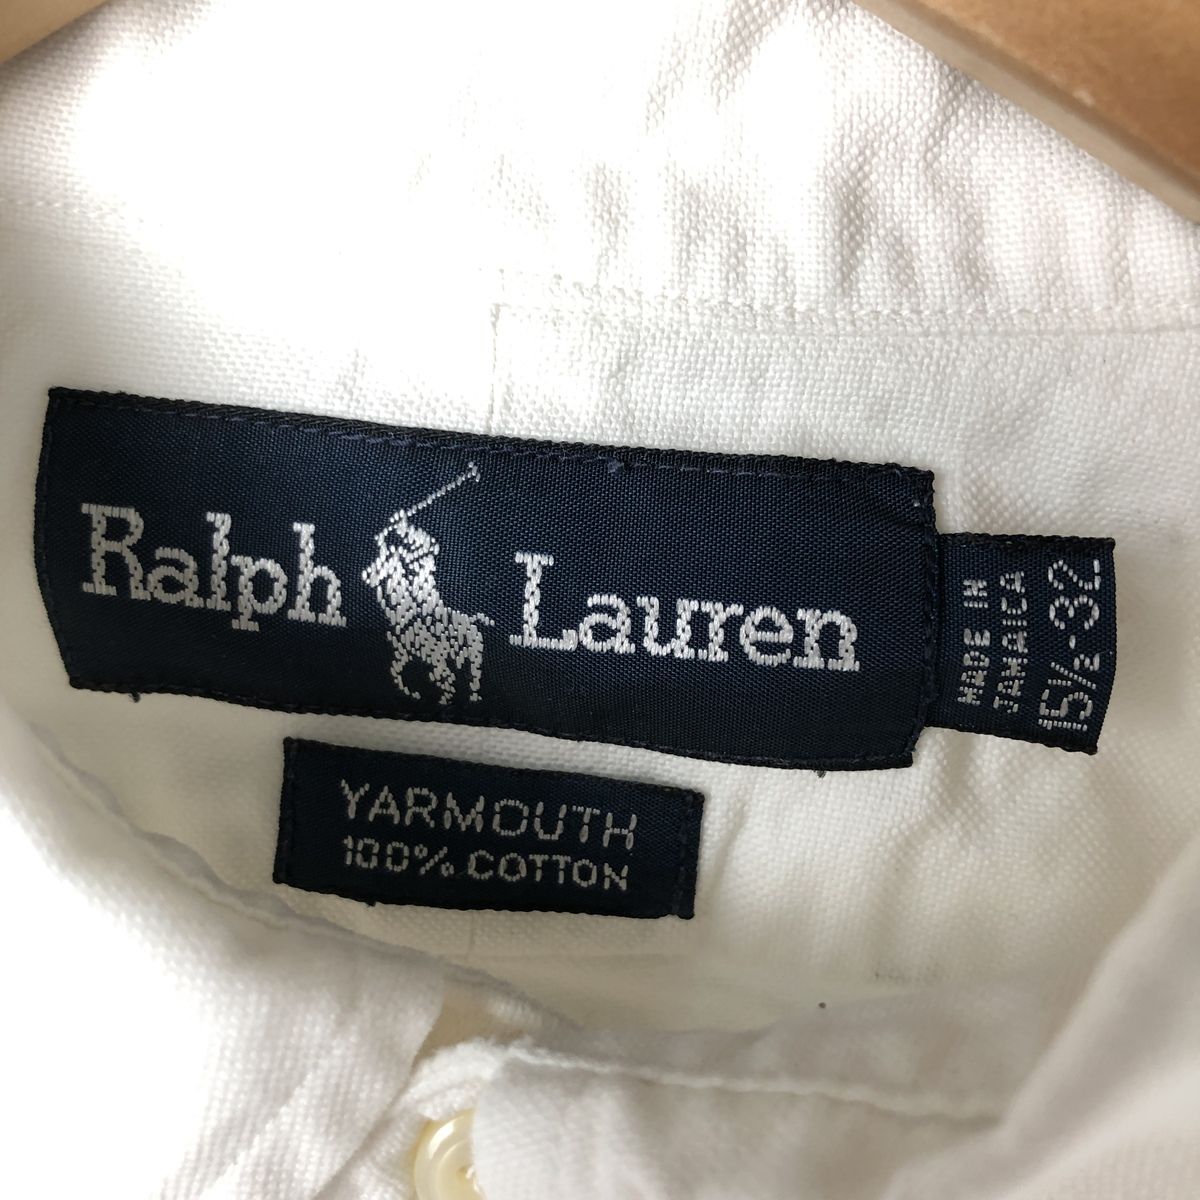 Ralph Lauren
MADE IN
JAMAICA
15½-32
YARMOUTH
100% COTTON